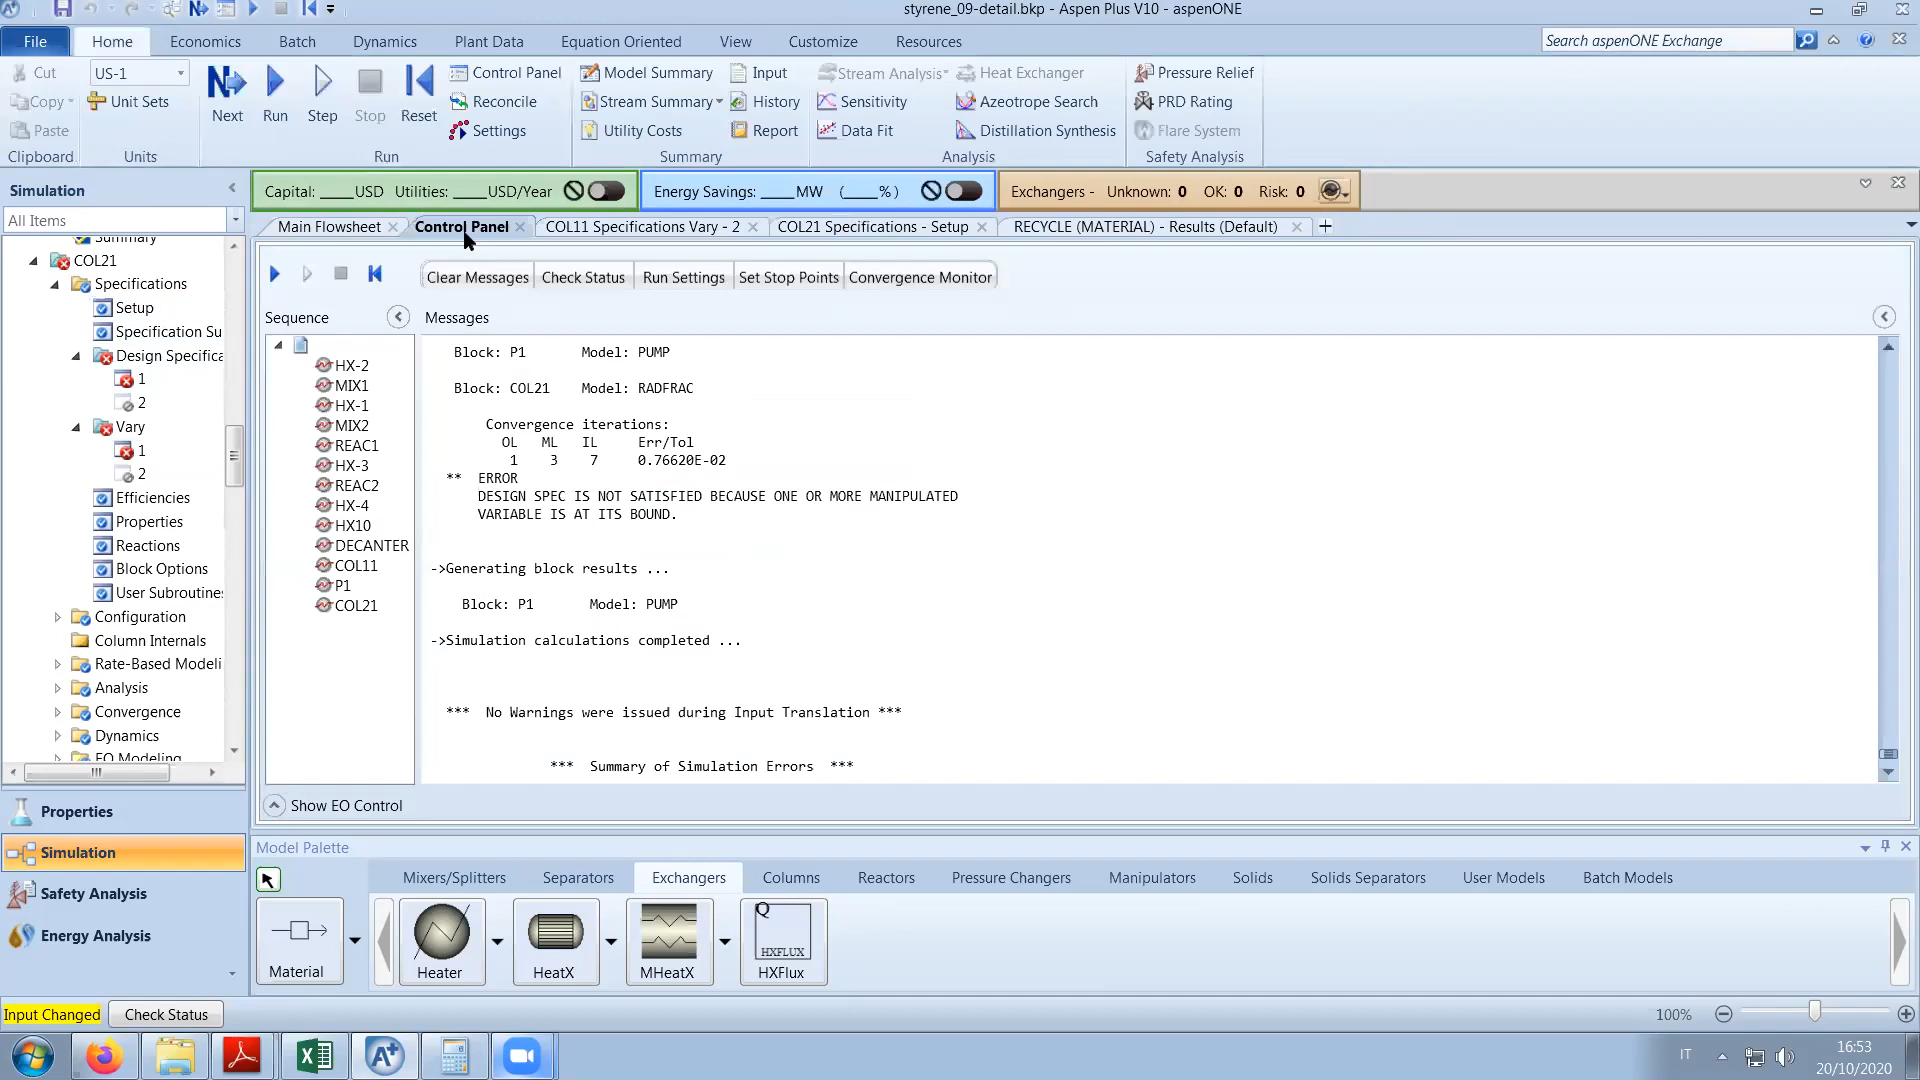 styrene_09-detail.bkp - Aspen Plus V10 - aspenONE
File Home Economics Batch Dynamics Plant Data Equation Oriented View Customize Resources
Search aspenONE Exchange
Cut
Copy
Paste
Clipboard
US-1
Unit Sets
Units
Next Run Step Stop Reset
Control Panel
Reconcile
Settings
Run
Model Summary
Stream Summary
Utility Costs
Input
History
Report
Summary
Stream Analysis
Sensitivity
Data Fit
Heat Exchanger
Azeotrope Search
Distillation Synthesis
Analysis
Pressure Relief
PRD Rating
Flare System
Safety Analysis
Simulation
All Items
Capital: ____USD Utilities: ____USD/Year
Energy Savings: ____MW (____%)
Exchangers - Unknown: 0 OK: 0 Risk: 0
Main Flowsheet Control Panel COL11 Specifications Vary - 2 COL21 Specifications - Setup RECYCLE (MATERIAL) - Results (Default)
Summary
COL21
Specifications
Setup
Specification Su
Design Specifica
1
2
Vary
1
2
Efficiencies
Properties
Reactions
Block Options
User Subroutine
Configuration
Column Internals
Rate-Based Modeli
Analysis
Convergence
Dynamics
EO Modeling
Properties
Simulation
Safety Analysis
Energy Analysis
Clear Messages Check Status Run Settings Set Stop Points Convergence Monitor
Sequence
HX-2
MIX1
HX-1
MIX2
REAC1
HX-3
REAC2
HX-4
HX10
DECANTER
COL11
P1
COL21
Messages
Block: P1 Model: PUMP
Block: COL21 Model: RADFRAC
Convergence iterations:
OL ML IL Err/Tol
1 3 7 0.76620E-02
** ERROR
DESIGN SPEC IS NOT SATISFIED BECAUSE ONE OR MORE MANIPULATED
VARIABLE IS AT ITS BOUND.
->Generating block results ...
Block: P1 Model: PUMP
->Simulation calculations completed ...
*** No Warnings were issued during Input Translation ***
*** Summary of Simulation Errors ***
Show EO Control
Model Palette
Mixers/Splitters Separators Exchangers Columns Reactors Pressure Changers Manipulators Solids Solids Separators User Models Batch Models
Material
Heater
HeatX
MHeatX
Q
HXFLUX
HXFlux
Input Changed Check Status
100%
IT
16:53
20/10/2020